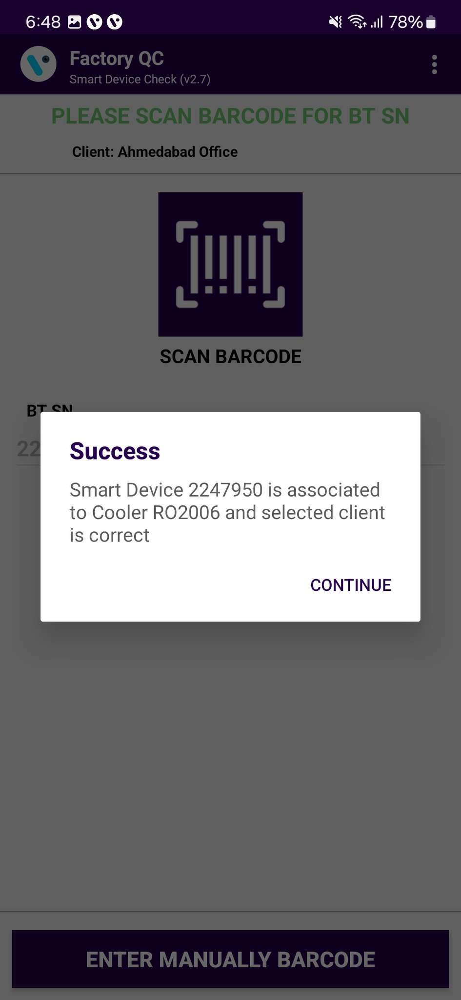 6:48 78%
Factory QC
Smart Device Check (v2.7)
PLEASE SCAN BARCODE FOR BT SN
Client: Ahmedabad Office
SCAN BARCODE
BT SN
22
Success
Smart Device 2247950 is associated
to Cooler RO2006 and selected client
is correct
CONTINUE
ENTER MANUALLY BARCODE